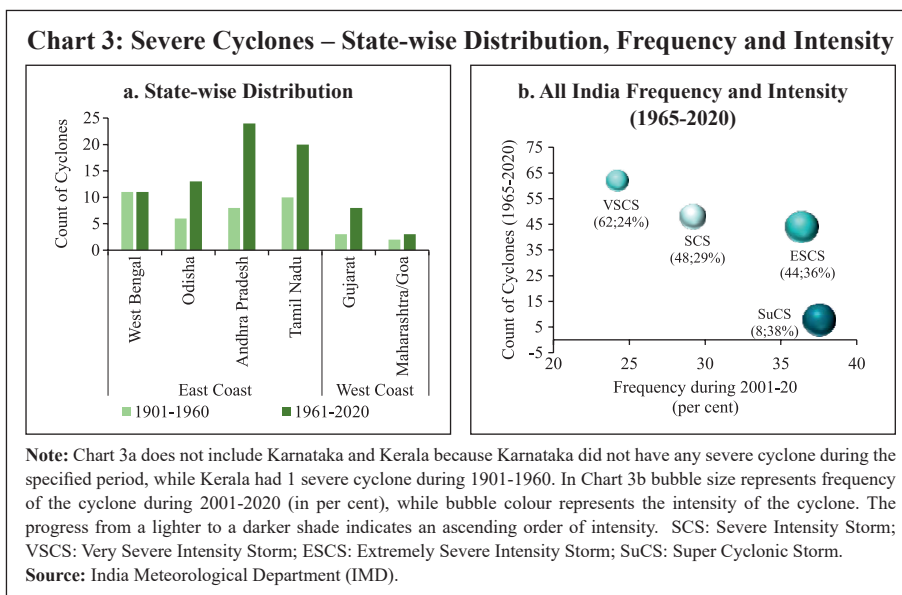 Chart 3: Severe Cyclones – State-wise Distribution, Frequency and Intensity
a. State-wise Distribution
Count of Cyclones
25
20
15
10
5
0
West Bengal
Odisha
Andhra Pradesh
Tamil Nadu
Gujarat
Maharashtra/Goa
East Coast
West Coast
1901-1960
1961-2020
b. All India Frequency and Intensity
(1965-2020)
Count of Cyclones (1965-2020)
75
65
55
45
35
25
15
5
-5
VSCS
(62;24%)
SCS
(48;29%)
ESCS
(44;36%)
SuCS
(8;38%)
20
25
30
35
40
Frequency during 2001-20
(per cent)
Note: Chart 3a does not include Karnataka and Kerala because Karnataka did not have any severe cyclone during the
specified period, while Kerala had 1 severe cyclone during 1901-1960. In Chart 3b bubble size represents frequency
of the cyclone during 2001-2020 (in per cent), while bubble colour represents the intensity of the cyclone. The
progress from a lighter to a darker shade indicates an ascending order of intensity. SCS: Severe Intensity Storm;
VSCS: Very Severe Intensity Storm; ESCS: Extremely Severe Intensity Storm; SuCS: Super Cyclonic Storm.
Source: India Meteorological Department (IMD).